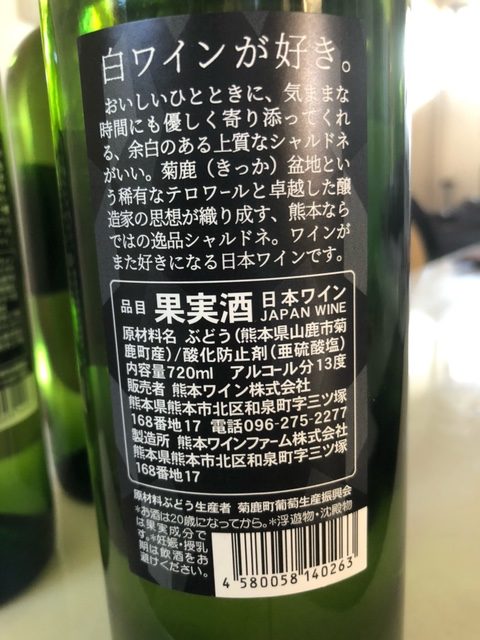 白ワインが好き。
おいしいひとときに、気ままな
時間にも優しく寄り添ってくれ
る、余白のある上質なシャルドネ
がいい。菊鹿（きっか）盆地とい
う稀有なテロワールと卓越した醸
造家の思想が織り成す、熊本なら
ではの逸品シャルドネ。ワインが
また好きになる日本ワインです。
品目 果実酒 日本ワイン
JAPAN WINE
原材料名 ぶどう(熊本県山鹿市菊
鹿町産)/酸化防止剤(亜硫酸塩)
内容量720ml アルコール分13度
販売者 熊本ワイン株式会社
熊本県熊本市北区和泉町字三ツ塚
168番地17 電話096-275-2277
製造所 熊本ワインファーム株式会社
熊本県熊本市北区和泉町字三ツ塚
168番地17
原材料ぶどう生産者 菊鹿町葡萄生産振興会
*お酒は20歳になってから。*浮遊物・沈殿物
は果実成分で
す。*妊娠・授乳
期は飲酒をお
避けください。
4 580058 140263